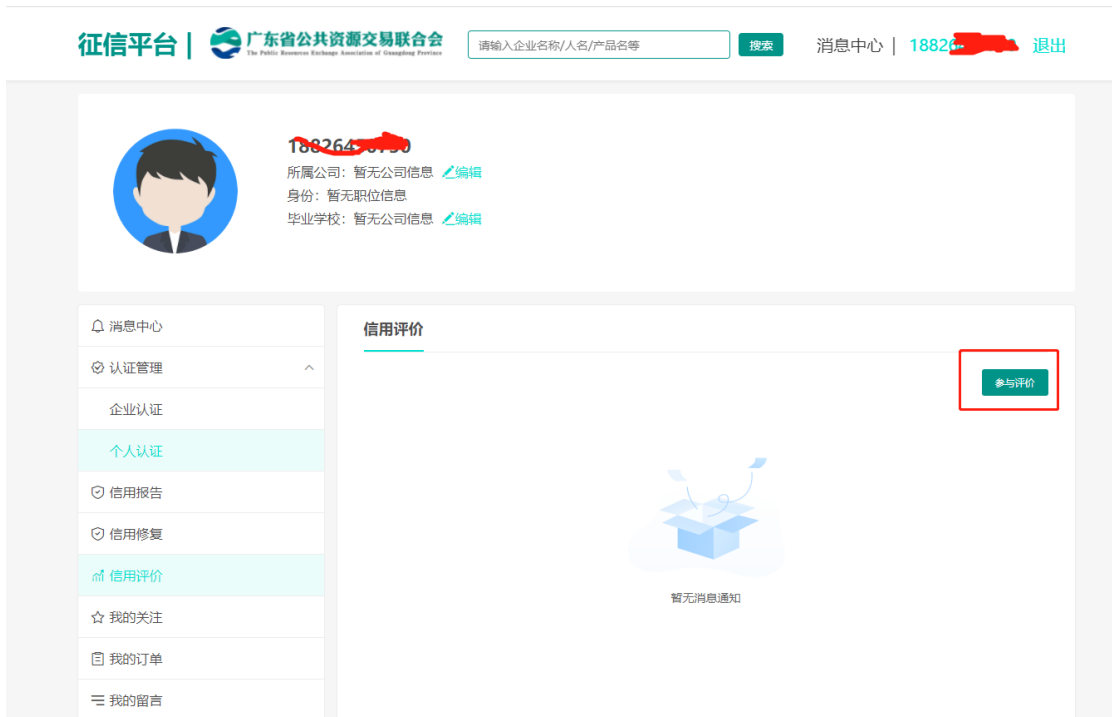 征信平台
广东省公共资源交易联合会
The Public Resources Exchange Association of Guangdong Province
请输入企业名称/人名/产品名等
搜索
消息中心 | 1882
退出
所属公司：暂无公司信息 编辑
身份：暂无职位信息
毕业学校：暂无公司信息 编辑
消息中心
认证管理
企业认证
个人认证
信用报告
信用修复
信用评价
我的关注
我的订单
我的留言
信用评价
参与评价
暂无消息通知